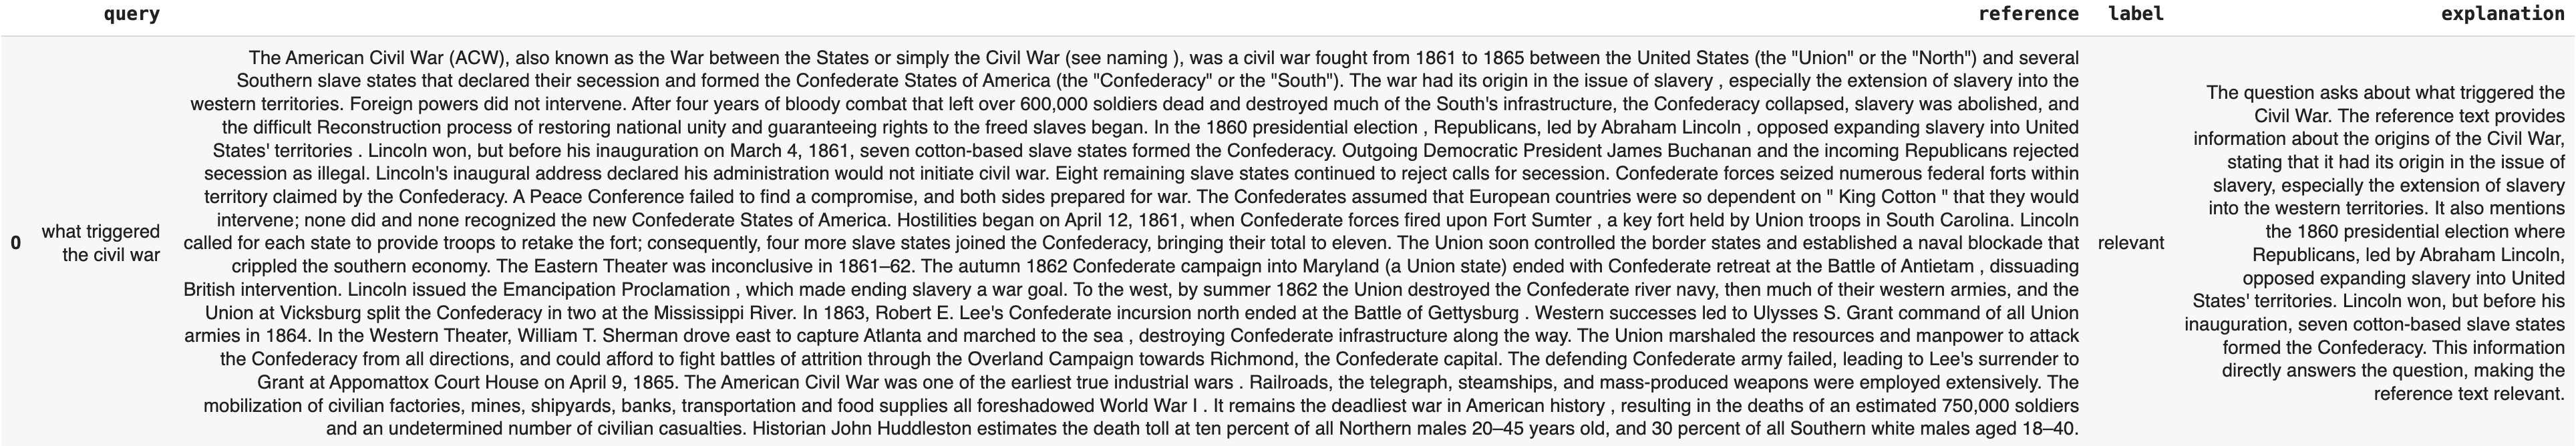 query reference label explanation
0
what triggered
the civil war
The American Civil War (ACW), also known as the War between the States or simply the Civil War (see naming ), was a civil war fought from 1861 to 1865 between the United States (the "Union" or the "North") and several
Southern slave states that declared their secession and formed the Confederate States of America (the "Confederacy" or the "South"). The war had its origin in the issue of slavery , especially the extension of slavery into the
western territories. Foreign powers did not intervene. After four years of bloody combat that left over 600,000 soldiers dead and destroyed much of the South's infrastructure, the Confederacy collapsed, slavery was abolished, and
the difficult Reconstruction process of restoring national unity and guaranteeing rights to the freed slaves began. In the 1860 presidential election , Republicans, led by Abraham Lincoln , opposed expanding slavery into United
States' territories . Lincoln won, but before his inauguration on March 4, 1861, seven cotton-based slave states formed the Confederacy. Outgoing Democratic President James Buchanan and the incoming Republicans rejected
secession as illegal. Lincoln's inaugural address declared his administration would not initiate civil war. Eight remaining slave states continued to reject calls for secession. Confederate forces seized numerous federal forts within
territory claimed by the Confederacy. A Peace Conference failed to find a compromise, and both sides prepared for war. The Confederates assumed that European countries were so dependent on " King Cotton " that they would
intervene; none did and none recognized the new Confederate States of America. Hostilities began on April 12, 1861, when Confederate forces fired upon Fort Sumter , a key fort held by Union troops in South Carolina. Lincoln
called for each state to provide troops to retake the fort; consequently, four more slave states joined the Confederacy, bringing their total to eleven. The Union soon controlled the border states and established a naval blockade that
crippled the southern economy. The Eastern Theater was inconclusive in 1861–62. The autumn 1862 Confederate campaign into Maryland (a Union state) ended with Confederate retreat at the Battle of Antietam , dissuading
British intervention. Lincoln issued the Emancipation Proclamation , which made ending slavery a war goal. To the west, by summer 1862 the Union destroyed the Confederate river navy, then much of their western armies, and the
Union at Vicksburg split the Confederacy in two at the Mississippi River. In 1863, Robert E. Lee's Confederate incursion north ended at the Battle of Gettysburg . Western successes led to Ulysses S. Grant command of all Union
armies in 1864. In the Western Theater, William T. Sherman drove east to capture Atlanta and marched to the sea , destroying Confederate infrastructure along the way. The Union marshaled the resources and manpower to attack
the Confederacy from all directions, and could afford to fight battles of attrition through the Overland Campaign towards Richmond, the Confederate capital. The defending Confederate army failed, leading to Lee's surrender to
Grant at Appomattox Court House on April 9, 1865. The American Civil War was one of the earliest true industrial wars . Railroads, the telegraph, steamships, and mass-produced weapons were employed extensively. The
mobilization of civilian factories, mines, shipyards, banks, transportation and food supplies all foreshadowed World War I . It remains the deadliest war in American history , resulting in the deaths of an estimated 750,000 soldiers
and an undetermined number of civilian casualties. Historian John Huddleston estimates the death toll at ten percent of all Northern males 20–45 years old, and 30 percent of all Southern white males aged 18–40.
relevant
The question asks about what triggered the
Civil War. The reference text provides
information about the origins of the Civil War,
stating that it had its origin in the issue of
slavery, especially the extension of slavery
into the western territories. It also mentions
the 1860 presidential election where
Republicans, led by Abraham Lincoln,
opposed expanding slavery into United
States' territories. Lincoln won, but before his
inauguration, seven cotton-based slave states
formed the Confederacy. This information
directly answers the question, making the
reference text relevant.